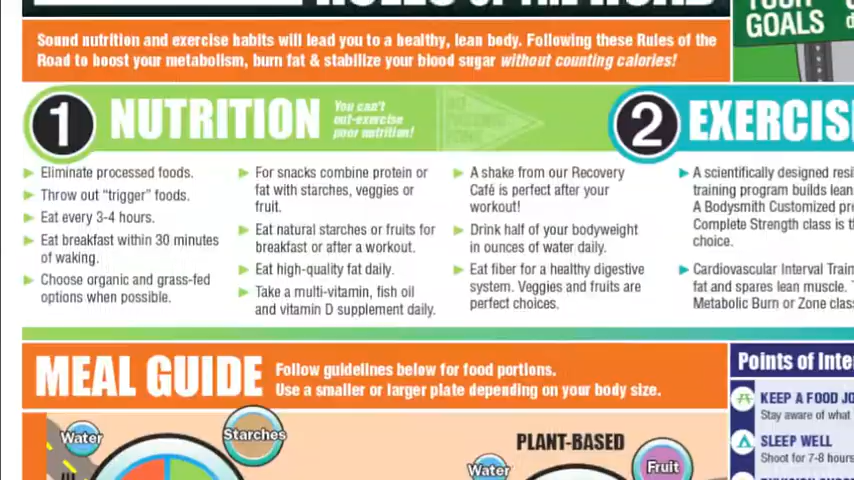 RULES of the ROAD
YOUR
GOALS
Sound nutrition and exercise habits will lead you to a healthy, lean body. Following these Rules of the
Road to boost your metabolism, burn fat & stabilize your blood sugar without counting calories!
1 NUTRITION
You can't
out-exercise
poor nutrition!
Eliminate processed foods.
Throw out “trigger” foods.
Eat every 3-4 hours.
Eat breakfast within 30 minutes
of waking.
Choose organic and grass-fed
options when possible.
For snacks combine protein or
fat with starches, veggies or
fruit.
Eat natural starches or fruits for
breakfast or after a workout.
Eat high-quality fat daily.
Take a multi-vitamin, fish oil
and vitamin D supplement daily.
A shake from our Recovery
Café is perfect after your
workout!
Drink half of your bodyweight
in ounces of water daily.
Eat fiber for a healthy digestive
system. Veggies and fruits are
perfect choices.
2 EXERCIS
A scientifically designed resi
training program builds lean
A Bodysmith Customized pr
Complete Strength class is t
choice.
Cardiovascular Interval Train
fat and spares lean muscle.
Metabolic Burn or Zone clas
MEAL GUIDE
Follow guidelines below for food portions.
Use a smaller or larger plate depending on your body size.
Water
Starches
PLANT-BASED
Water
Fruit
Points of Inte
KEEP A FOOD JO
Stay aware of what
SLEEP WELL
Shoot for 7-8 hours